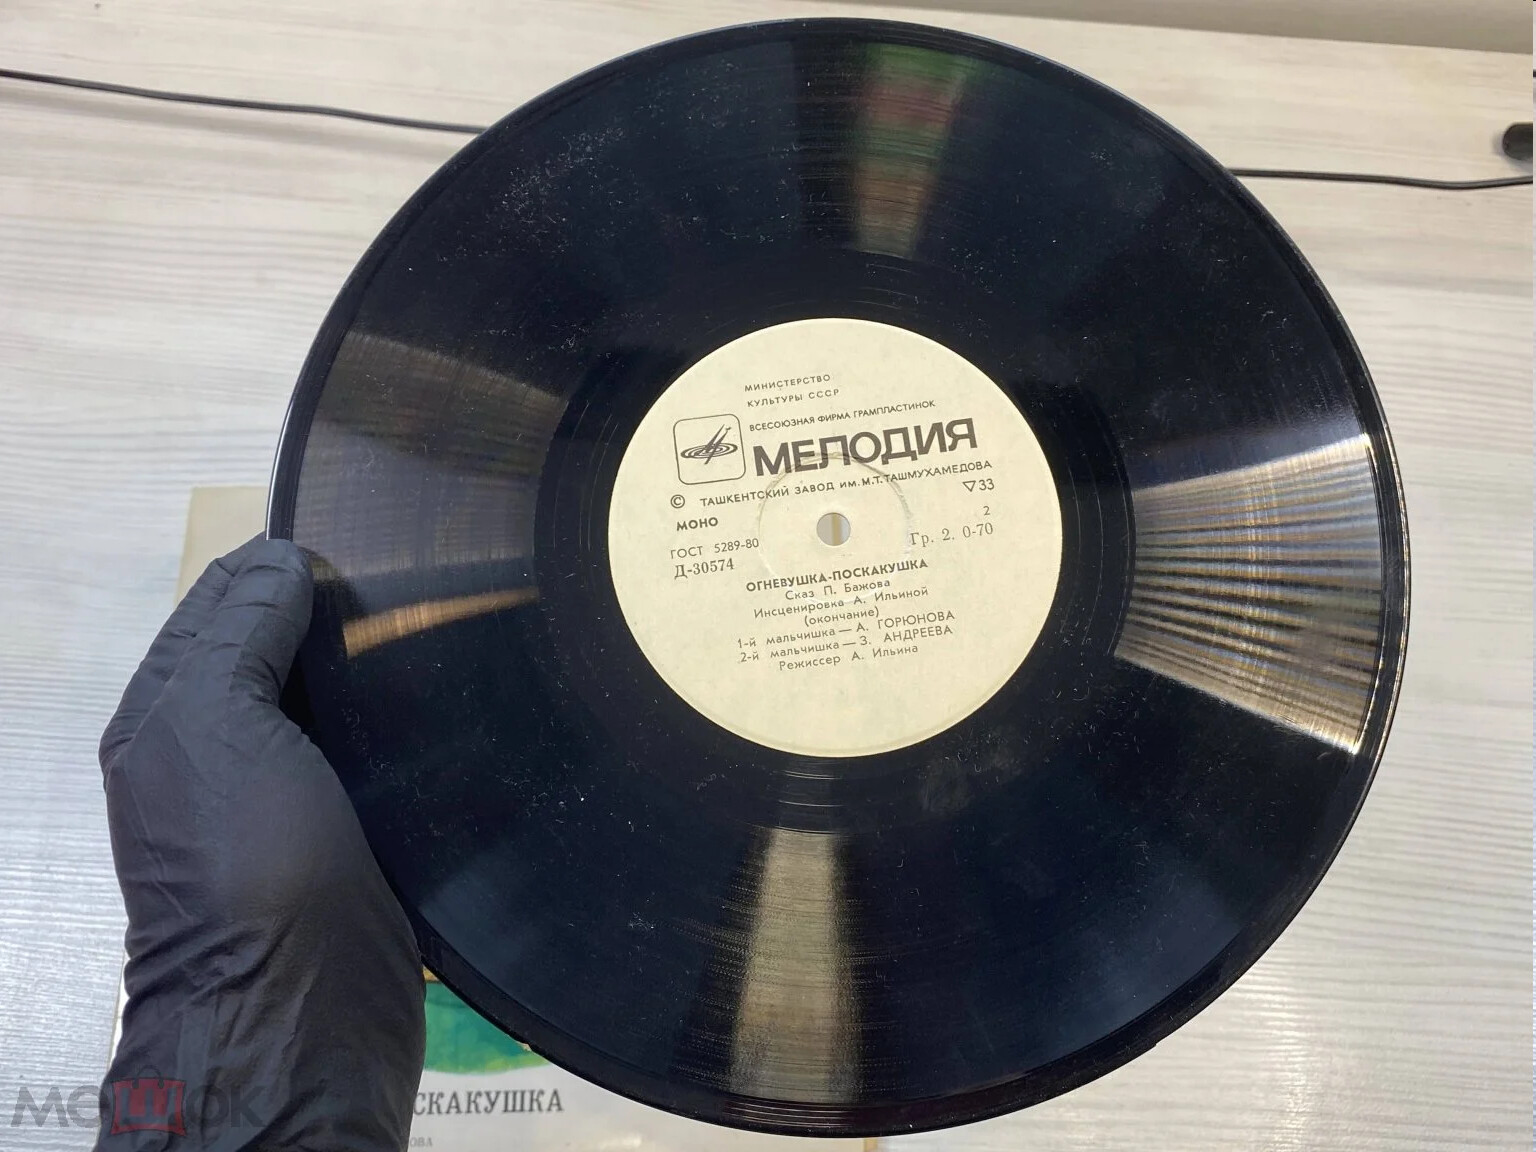 МИНИСТЕРСТВО
КУЛЬТУРЫ СССР
ВСЕСОЮЗНАЯ ФИРМА ГРАМПЛАСТИНОК
МЕЛОДИЯ
© ТАШКЕНТСКИЙ ЗАВОД ИМ. М.Т. ТАШМУХАМЕДОВА
▽33
МОНО
2
ГОСТ 5289-80
Гр. 2. 0-70
Д-30574
ОГНЕВУШКА-ПОСКАКУШКА
Сказ П. Бажова
Инсценировка А. Ильиной
(окончание)
1-й мальчишка — А. ГОРЮНОВА
2-й мальчишка — З. АНДРЕЕВА
Режиссер А. Ильина
СКАКУШКА
ОВА
МОШОК